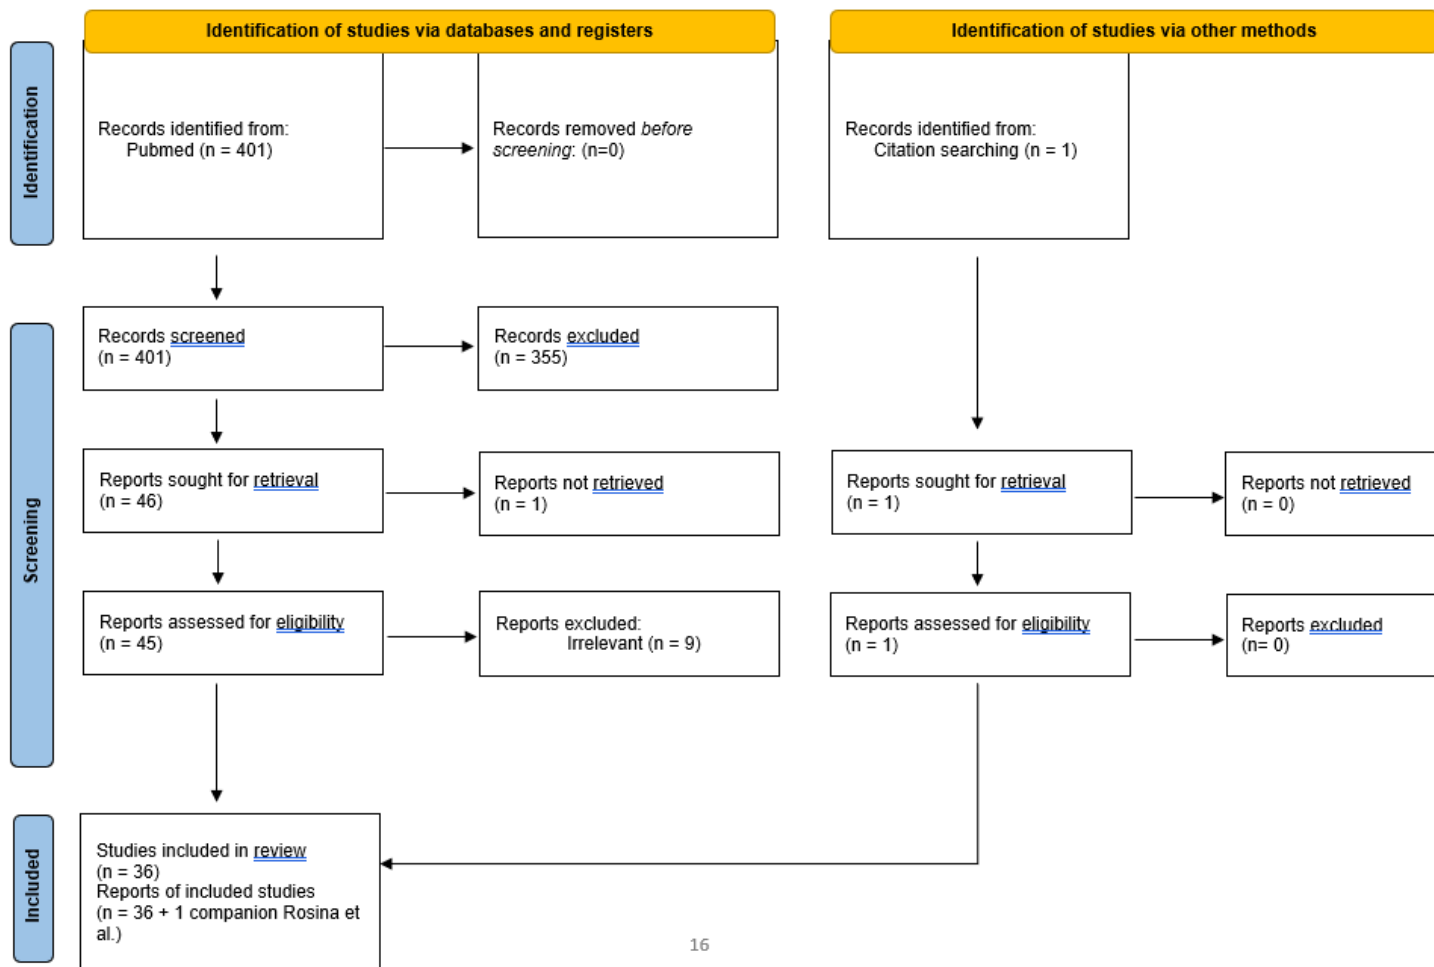 Identification of studies via databases and registers
Identification of studies via other methods
Identification
Records identified from:
Pubmed (n = 401)
Records removed before
screening: (n=0)
Records identified from:
Citation searching (n = 1)
Screening
Records screened
(n = 401)
Records excluded
(n = 355)
Reports sought for retrieval
(n = 46)
Reports not retrieved
(n = 1)
Reports sought for retrieval
(n = 1)
Reports not retrieved
(n = 0)
Reports assessed for eligibility
(n = 45)
Reports excluded:
Irrelevant (n = 9)
Reports assessed for eligibility
(n = 1)
Reports excluded
(n= 0)
Included
Studies included in review
(n = 36)
Reports of included studies
(n = 36 + 1 companion Rosina et
al.)
16